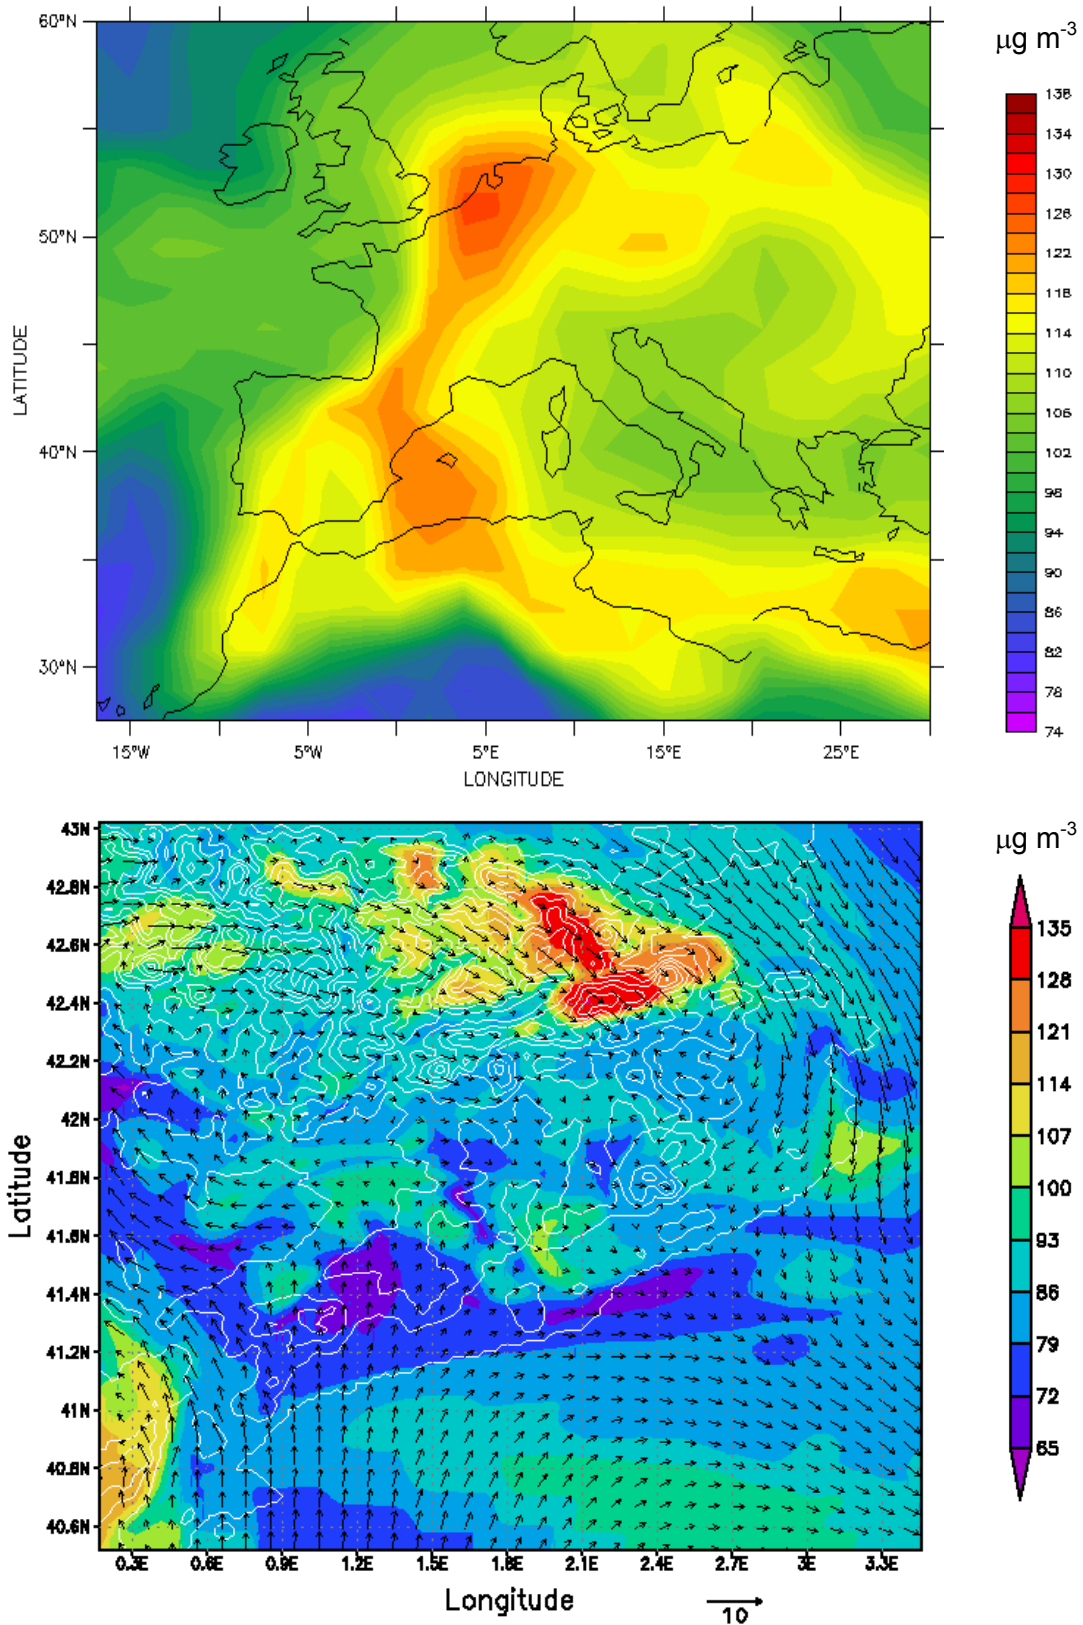 60°N
50°N
40°N
30°N
LATITUDE
15°W
5°W
5°E
15°E
25°E
LONGITUDE
µg m-3
138
134
130
126
122
118
114
110
106
102
98
94
90
86
82
78
74
43N
42.8N
42.6N
42.4N
42.2N
42N
41.8N
41.6N
41.4N
41.2N
41N
40.8N
40.6N
Latitude
0.3E
0.6E
0.9E
1.2E
1.5E
1.8E
2.1E
2.4E
2.7E
3E
3.3E
Longitude
10
µg m-3
135
128
121
114
107
100
93
86
79
72
65